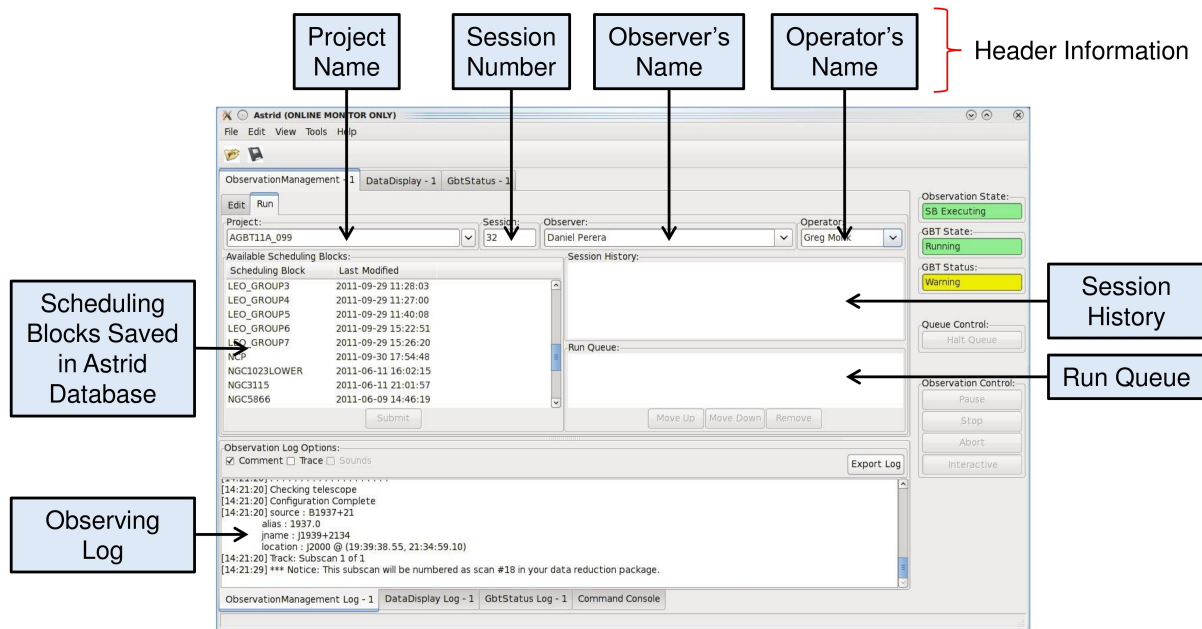 Project Name
Session Number
Observer's Name
Operator's Name
Header Information
Astrid (ONLINE MONITOR ONLY)
File Edit View Tools Help
ObservationManagement - 1 DataDisplay - 1 GbtStatus - 1
Edit Run
Project: Session: Observer: Operator:
AGBT11A_099 32 Daniel Perera Greg Monk
Observation State:
SB Executing
GBT State:
Running
GBT Status:
Warning
Queue Control:
Halt Queue
Observation Control:
Pause
Stop
Abort
Interactive
Available Scheduling Blocks:
Scheduling Block Last Modified
LEO_GROUP3 2011-09-29 11:28:03
LEO_GROUP4 2011-09-29 11:27:00
LEO_GROUP5 2011-09-29 11:40:08
LEO_GROUP6 2011-09-29 15:22:51
LEO_GROUP7 2011-09-29 15:26:20
NCP 2011-09-30 17:54:48
NGC1023LOWER 2011-06-11 16:02:15
NGC3115 2011-06-11 21:01:57
NGC5866 2011-06-09 14:46:19
Submit
Session History:
Run Queue:
Move Up Move Down Remove
Scheduling
Blocks Saved
in Astrid
Database
Session
History
Run Queue
Observation Log Options:
Comment Trace Sounds
Export Log
[14:21:20] . . . . . . . . . . . . . . . . . . . .
[14:21:20] Checking telescope
[14:21:20] Configuration Complete
[14:21:20] source : B1937+21
alias : 1937.0
jname : J1939+2134
location : J2000 @ (19:39:38.55, 21:34:59.10)
[14:21:20] Track: Subscan 1 of 1
[14:21:29] *** Notice: This subscan will be numbered as scan #18 in your data reduction package.
Observing
Log
ObservationManagement Log - 1 DataDisplay Log - 1 GbtStatus Log - 1 Command Console